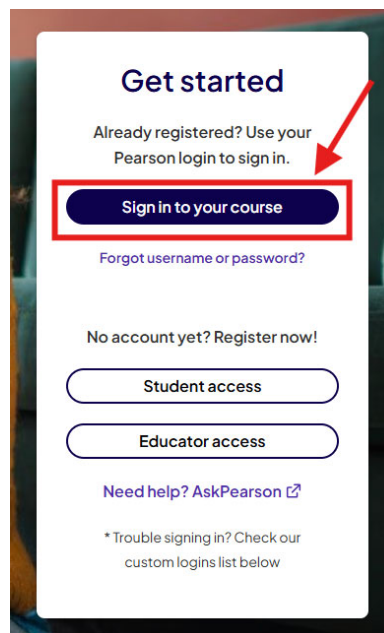 Get started
Already registered? Use your
Pearson login to sign in.
Sign in to your course
Forgot username or password?
No account yet? Register now!
Student access
Educator access
Need help? AskPearson
* Trouble signing in? Check our
custom logins list below